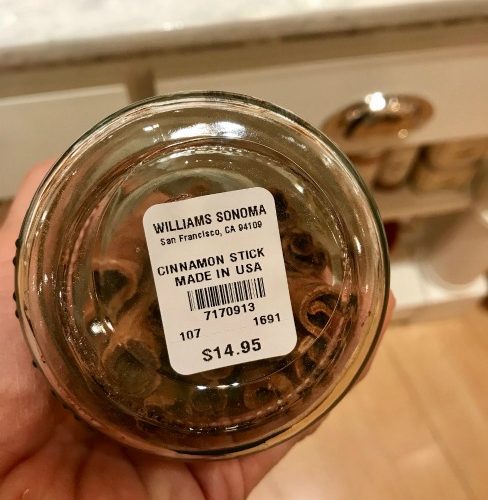 WILLIAMS SONOMA
San Francisco, CA 94109
CINNAMON STICK
MADE IN USA
7170913
107 1691
$14.95